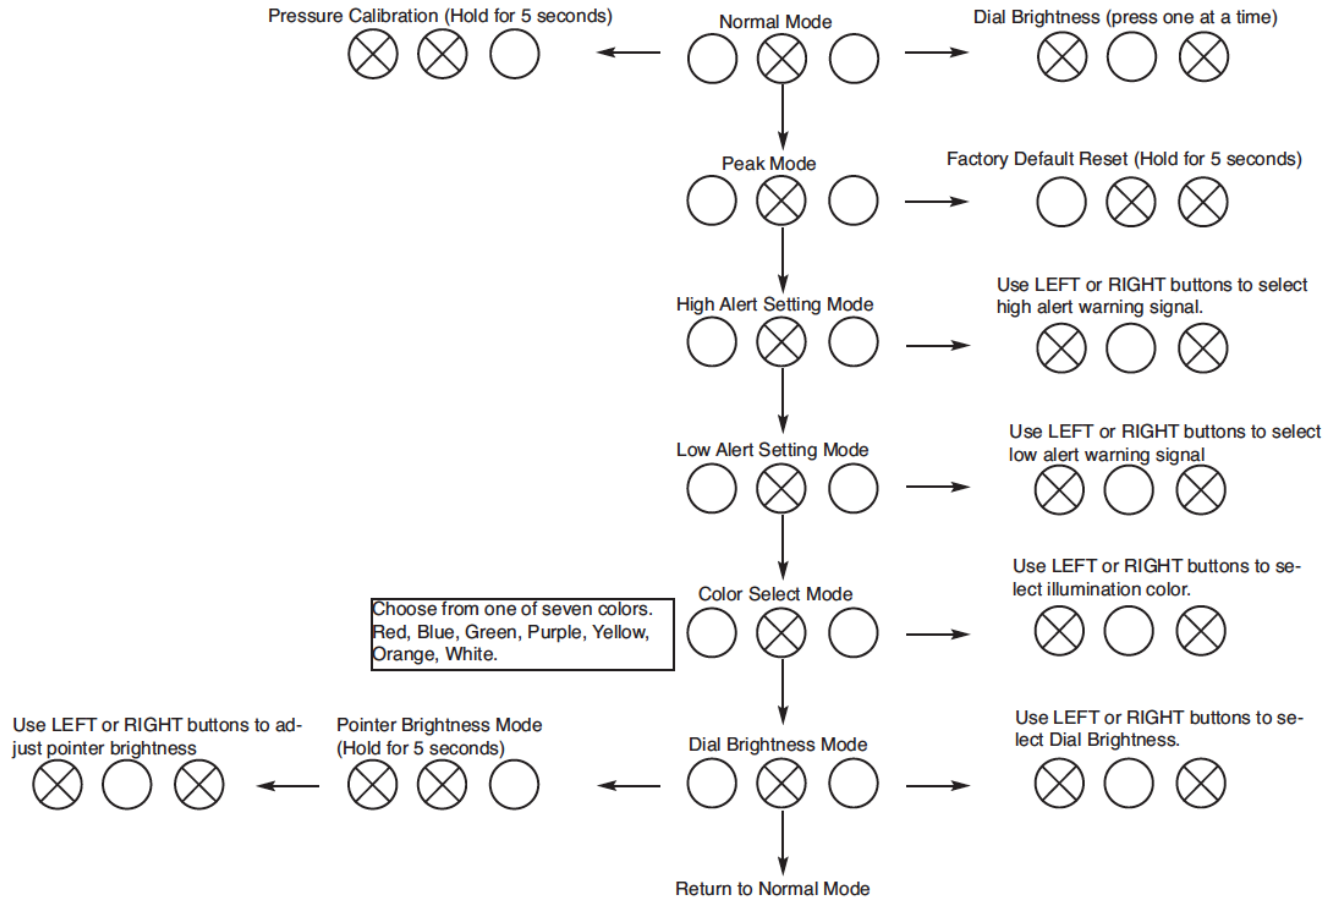 Pressure Calibration (Hold for 5 seconds)
Normal Mode
Dial Brightness (press one at a time)
Peak Mode
Factory Default Reset (Hold for 5 seconds)
High Alert Setting Mode
Use LEFT or RIGHT buttons to select
high alert warning signal.
Low Alert Setting Mode
Use LEFT or RIGHT buttons to select
low alert warning signal
Color Select Mode
Choose from one of seven colors.
Red, Blue, Green, Purple, Yellow,
Orange, White.
Use LEFT or RIGHT buttons to se-
lect illumination color.
Use LEFT or RIGHT buttons to ad-
just pointer brightness
Pointer Brightness Mode
(Hold for 5 seconds)
Dial Brightness Mode
Use LEFT or RIGHT buttons to se-
lect Dial Brightness.
Return to Normal Mode